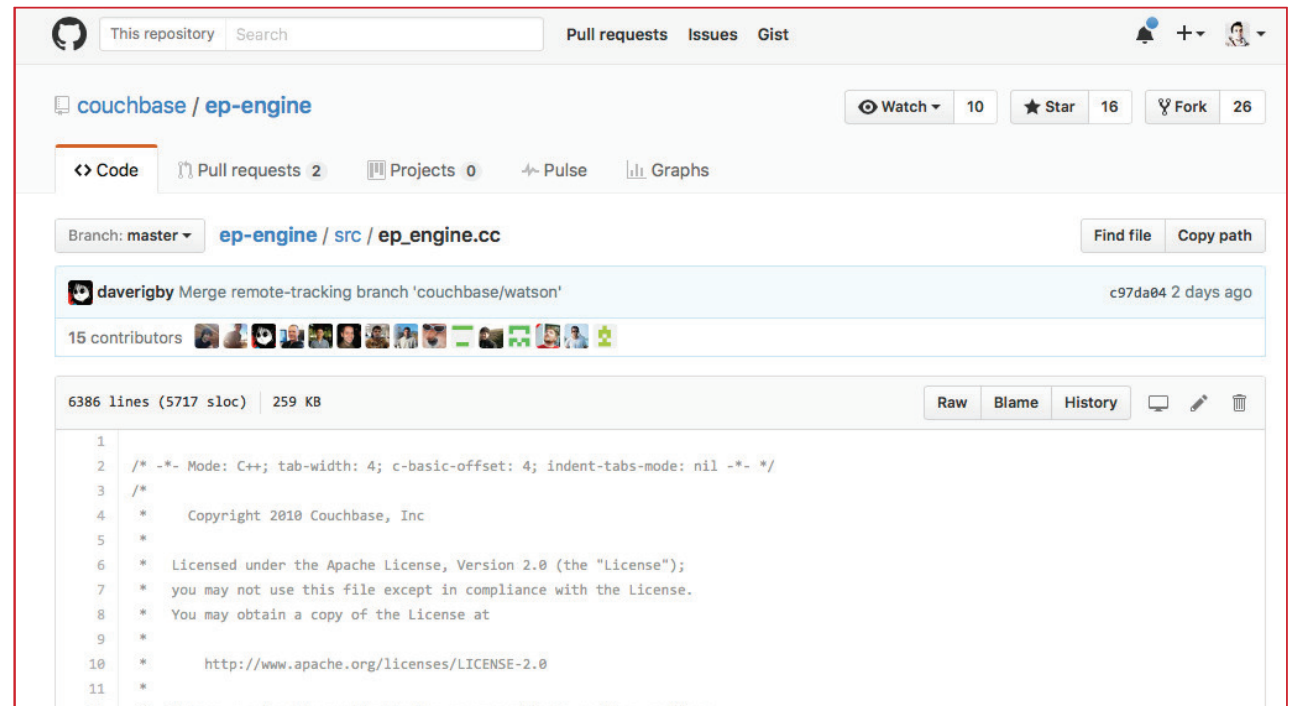 This repository Search Pull requests Issues Gist
couchbase / ep-engine Watch 10 Star 16 Fork 26
<> Code Pull requests 2 Projects 0 Pulse Graphs
Branch: master ep-engine / src / ep_engine.cc Find file Copy path
daverigby Merge remote-tracking branch 'couchbase/watson' c97da04 2 days ago
15 contributors
6386 lines (5717 sloc) 259 KB Raw Blame History
1
2 /* -*- Mode: C++; tab-width: 4; c-basic-offset: 4; indent-tabs-mode: nil -*- */
3 /*
4 * Copyright 2010 Couchbase, Inc
5 *
6 * Licensed under the Apache License, Version 2.0 (the "License");
7 * you may not use this file except in compliance with the License.
8 * You may obtain a copy of the License at
9 *
10 * http://www.apache.org/licenses/LICENSE-2.0
11 *